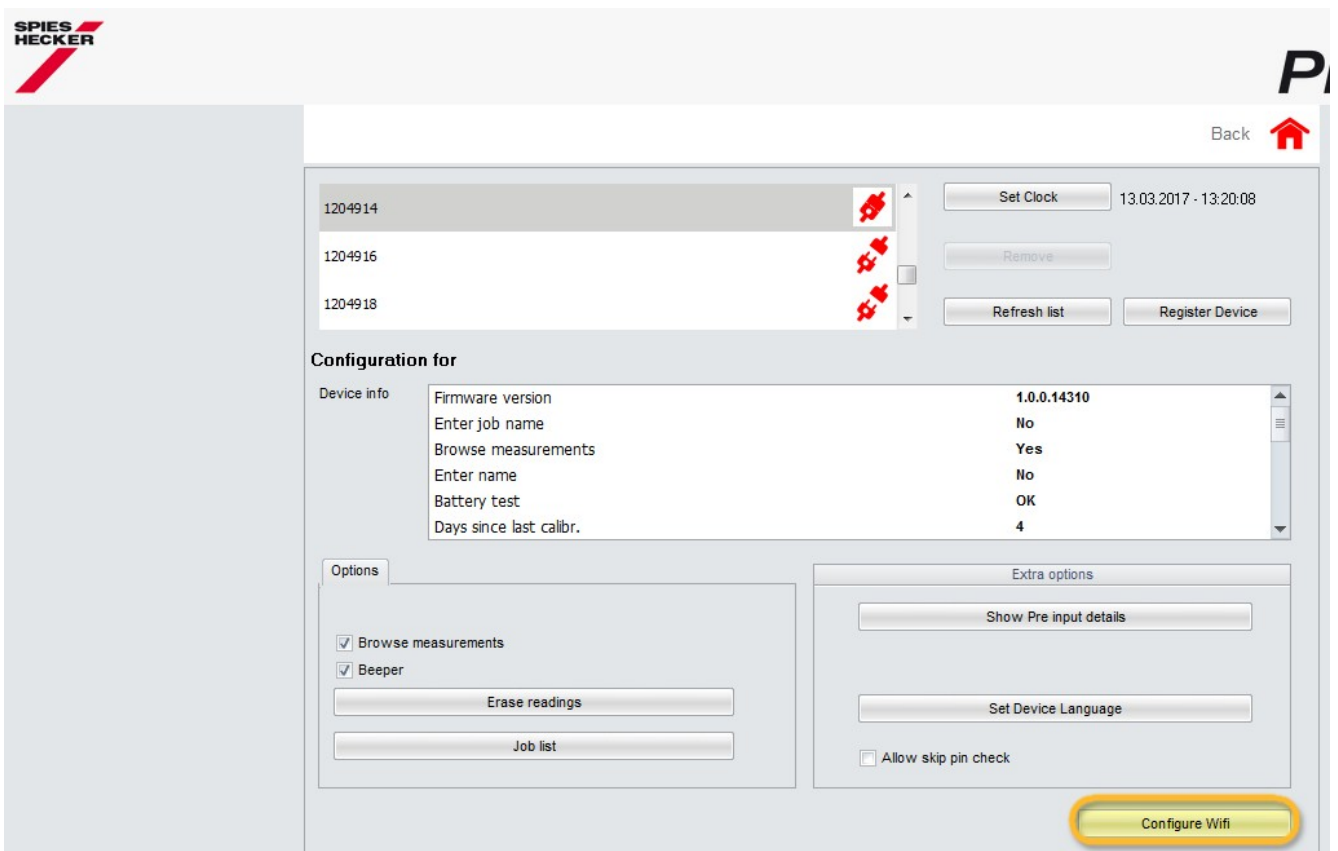 SPIES
HECKER
Back
1204914
1204916
1204918
Set Clock
13.03.2017 - 13:20:08
Remove
Refresh list
Register Device
Configuration for
Device info
Firmware version 1.0.0.14310
Enter job name No
Browse measurements Yes
Enter name No
Battery test OK
Days since last calibr. 4
Options
Browse measurements
Beeper
Erase readings
Job list
Extra options
Show Pre input details
Set Device Language
Allow skip pin check
Configure Wifi